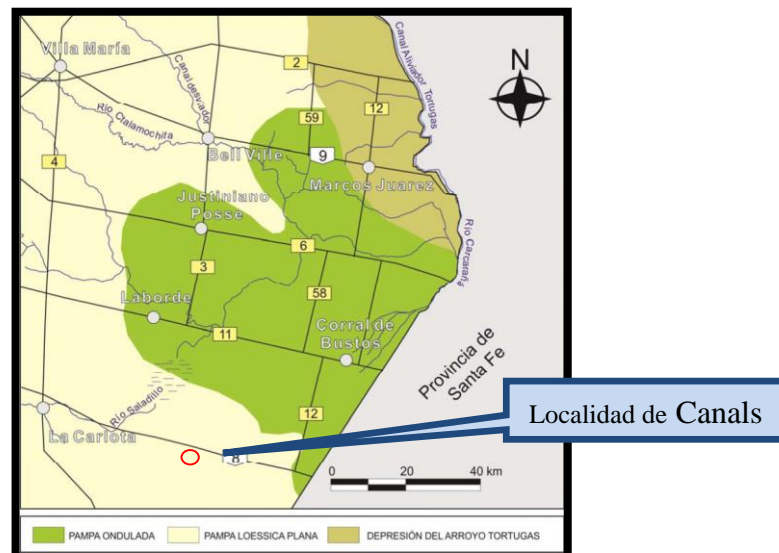 Villa María
Canal desviador
Río Ctalamochita
2
Canal Aliviador Tortugas
N
59
12
4
Bell Ville
9
Marcos Juarez
Justiniano
Posse
6
3
Río Carcarañá
58
Laborde
11
Corral de
Bustos
Provincia de
Santa Fe
Río Saladillo
12
La Carlota
8
Localidad de Canals
0 20 40 km
PAMPA ONDULADA PAMPA LOESSICA PLANA DEPRESIÓN DEL ARROYO TORTUGAS